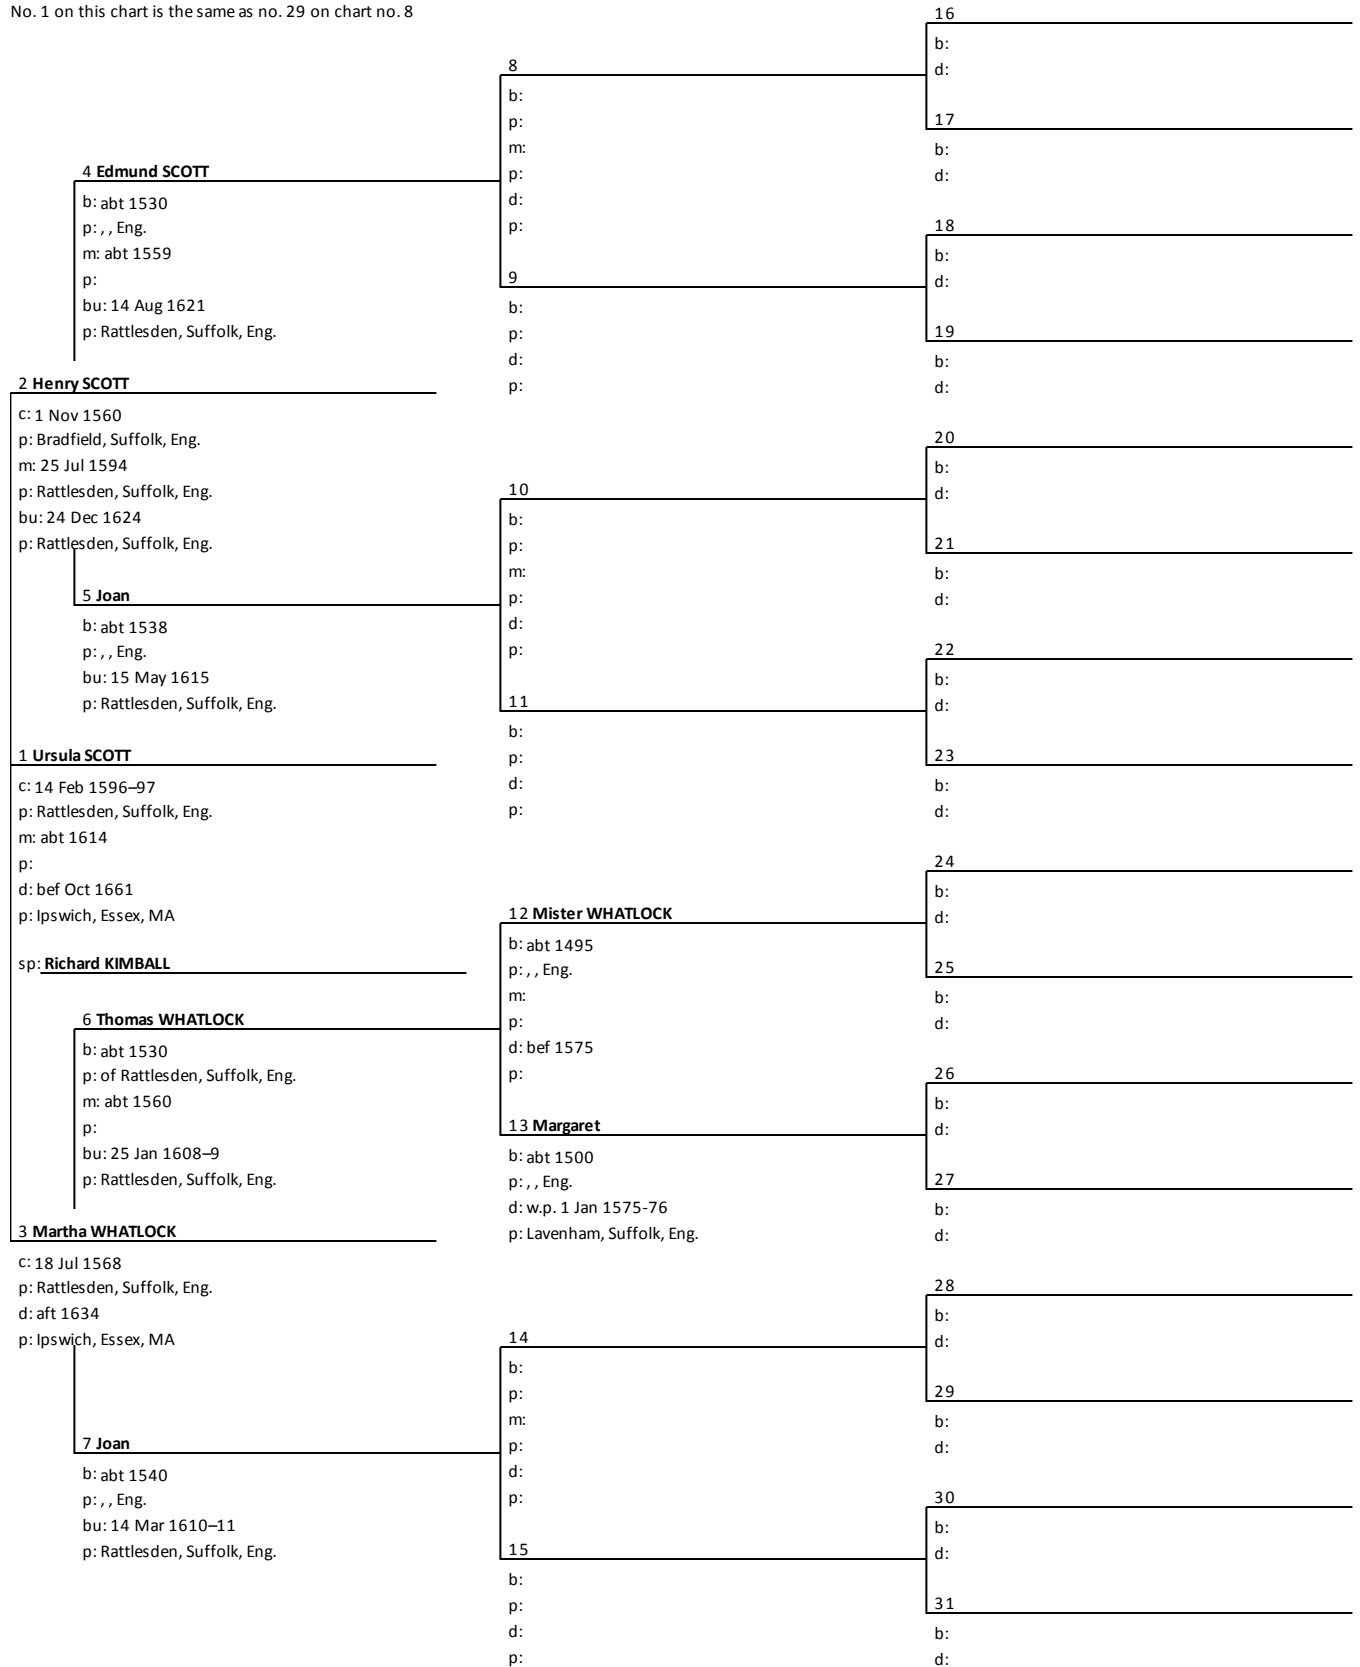 No. 1 on this chart is the same as no. 29 on chart no. 8
2 Henry SCOTT
c: 1 Nov 1560
p: Bradfield, Suffolk, Eng.
m: 25 Jul 1594
p: Rattlesden, Suffolk, Eng.
bu: 24 Dec 1624
p: Rattlesden, Suffolk, Eng.
1 Ursula SCOTT
c: 14 Feb 1596–97
p: Rattlesden, Suffolk, Eng.
m: abt 1614
p:
d: bef Oct 1661
p: Ipswich, Essex, MA
sp: Richard KIMBALL
3 Martha WHATLOCK
c: 18 Jul 1568
p: Rattlesden, Suffolk, Eng.
d: aft 1634
p: Ipswich, Essex, MA
4 Edmund SCOTT
b: abt 1530
p: , , Eng.
m: abt 1559
p:
bu: 14 Aug 1621
p: Rattlesden, Suffolk, Eng.
5 Joan
b: abt 1538
p: , , Eng.
bu: 15 May 1615
p: Rattlesden, Suffolk, Eng.
6 Thomas WHATLOCK
b: abt 1530
p: of Rattlesden, Suffolk, Eng.
m: abt 1560
p:
bu: 25 Jan 1608–9
p: Rattlesden, Suffolk, Eng.
7 Joan
b: abt 1540
p: , , Eng.
bu: 14 Mar 1610–11
p: Rattlesden, Suffolk, Eng.
8
b:
p:
m:
p:
d:
p:
9
b:
p:
d:
p:
10
b:
p:
m:
p:
d:
p:
11
b:
p:
d:
p:
12 Mister WHATLOCK
b: abt 1495
p: , , Eng.
m:
p:
d: bef 1575
p:
13 Margaret
b: abt 1500
p: , , Eng.
d: w.p. 1 Jan 1575-76
p: Lavenham, Suffolk, Eng.
14
b:
p:
m:
p:
d:
p:
15
b:
p:
d:
p:
16
b:
d:
17
b:
d:
18
b:
d:
19
b:
d:
20
b:
d:
21
b:
d:
22
b:
d:
23
b:
d:
24
b:
d:
25
b:
d:
26
b:
d:
27
b:
d:
28
b:
d:
29
b:
d:
30
b:
d:
31
b:
d: